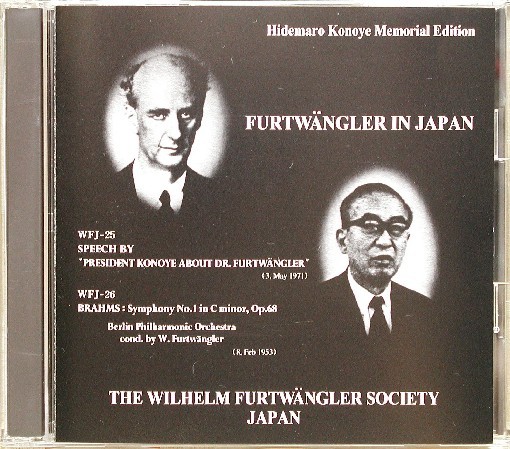 Hidemaro Konoye Memorial Edition
FURTWÄNGLER IN JAPAN
WFJ-25
SPEECH BY
"PRESIDENT KONOYE ABOUT DR. FURTWÄNGLER"
(3. May 1971)
WFJ-26
BRAHMS: Symphony No.1 in C minor, Op.68
Berlin Philharmonic Orchestra
cond. by W. Furtwängler
(8. Feb 1953)
THE WILHELM FURTWÄNGLER SOCIETY
JAPAN